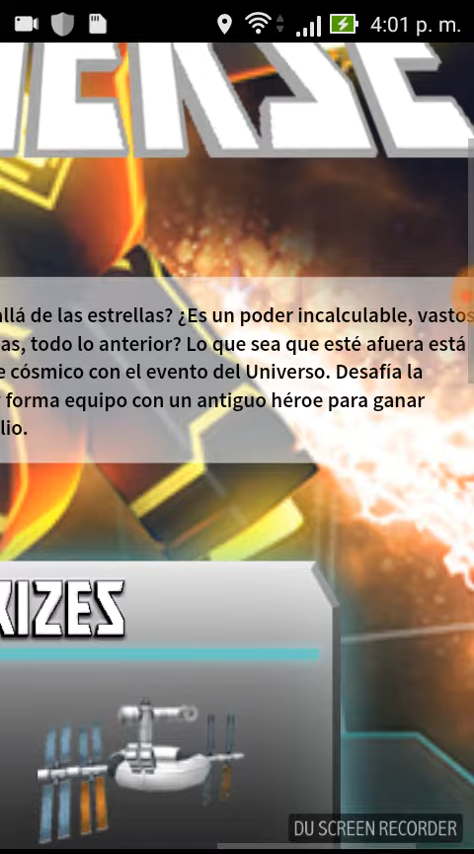 4:01 p. m.
allá de las estrellas? ¿Es un poder incalculable, vastos
as, todo lo anterior? Lo que sea que esté afuera está
e cósmico con el evento del Universo. Desafía la
forma equipo con un antiguo héroe para ganar
lio.
IZES
DU SCREEN RECORDER